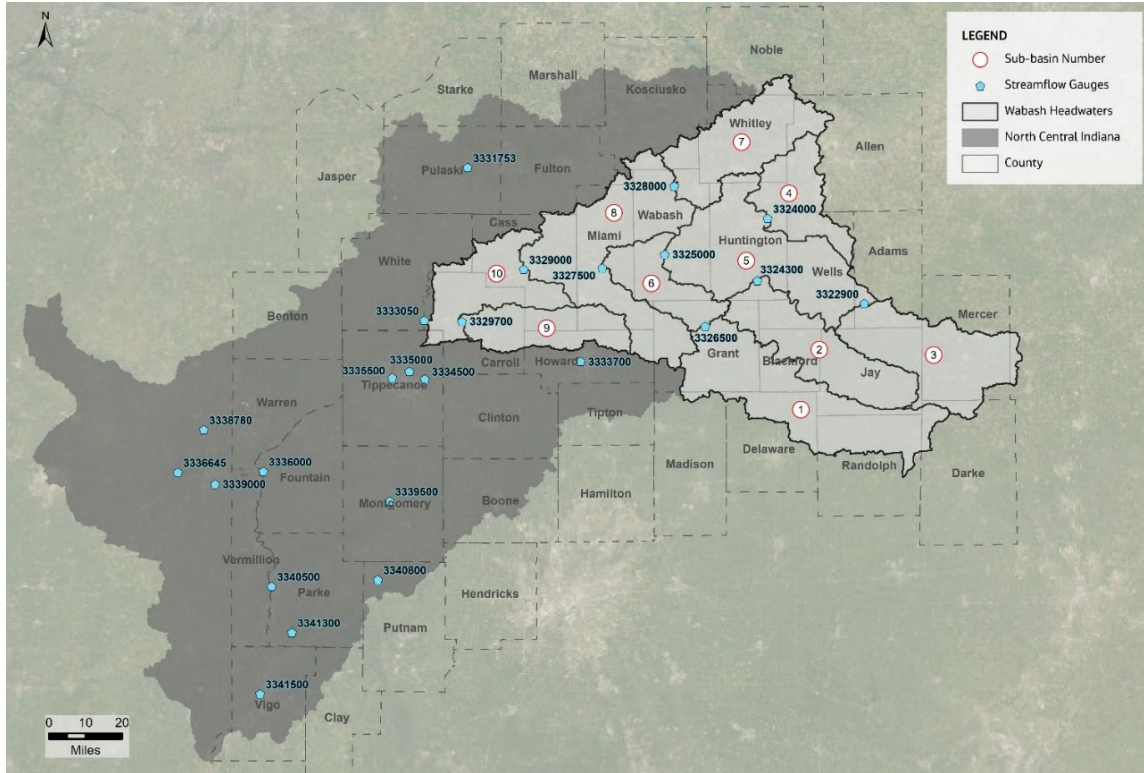 N
LEGEND
Sub-basin Number
Streamflow Gauges
Wabash Headwaters
North Central Indiana
County
Noble
Marshall
Kosciusko
Starke
Whitley
7
Allen
3331753
Pulaski
Fulton
Jasper
3328000
4
3324000
8
Wabash
Cass
Miami
Huntington
Adams
White
3325000
5
10
3329000
3327500
6
3324300
Wells
3322900
Benton
Mercer
3333050
3329700
9
3326500
Grant
2
3
Blackford
Jay
Carroll
Howard
3333700
3335000
3335500
3334500
Tippecanoe
Warren
Clinton
Tipton
1
3338780
Delaware
Madison
Randolph
Darke
3336645
3336000
Fountain
3339000
Hamilton
Boone
3339500
Montgomery
Vermillion
3340500
Parke
3340800
Hendricks
Putnam
3341300
3341500
Vigo
Clay
0 10 20
Miles